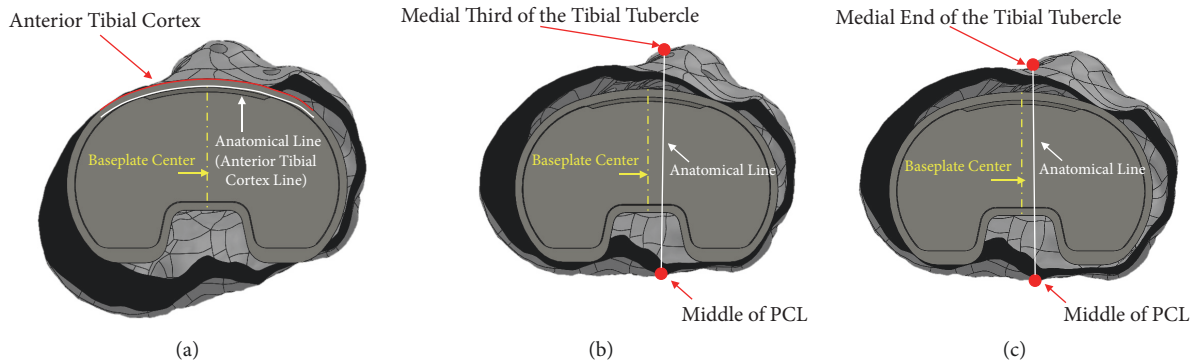 Anterior Tibial Cortex
Anatomical Line
(Anterior Tibial
Cortex Line)
Baseplate Center
(a)
Medial Third of the Tibial Tubercle
Baseplate Center
Anatomical Line
Middle of PCL
(b)
Medial End of the Tibial Tubercle
Baseplate Center
Anatomical Line
Middle of PCL
(c)